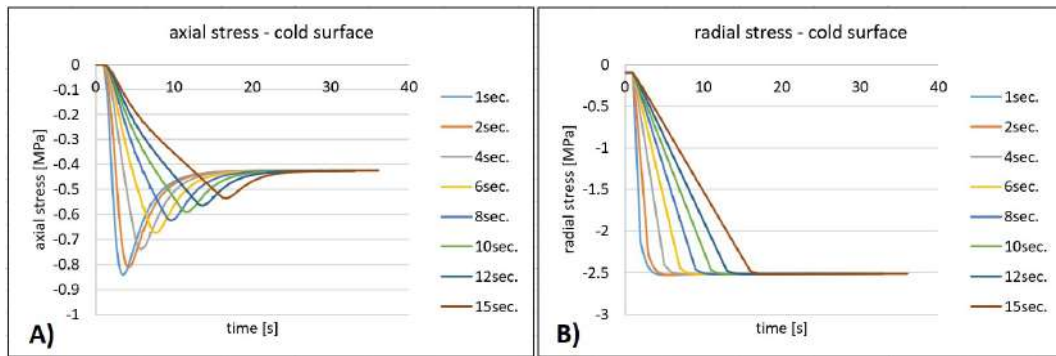 axial stress - cold surface
0
0 10 20 30 40
-0.1
-0.2
-0.3
-0.4
-0.5
-0.6
-0.7
-0.8
-0.9
-1
axial stress [MPa]
time [s]
1sec.
2sec.
4sec.
6sec.
8sec.
10sec.
12sec.
15sec.
A)
radial stress - cold surface
0
0 10 20 30 40
-0.5
-1
-1.5
-2
-2.5
-3
radial stress [MPa]
time [s]
1sec.
2sec.
4sec.
6sec.
8sec.
10sec.
12sec.
15sec.
B)